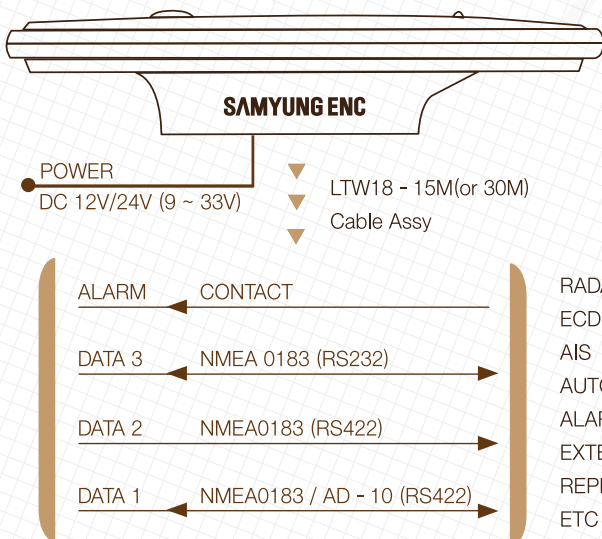 SAMYUNG ENC
POWER
DC 12V/24V (9 ~ 33V)
LTW18 - 15M(or 30M)
Cable Assy
ALARM CONTACT
DATA 3 NMEA 0183 (RS232)
DATA 2 NMEA0183 (RS422)
DATA 1 NMEA0183 / AD - 10 (RS422)
AIS
ETC